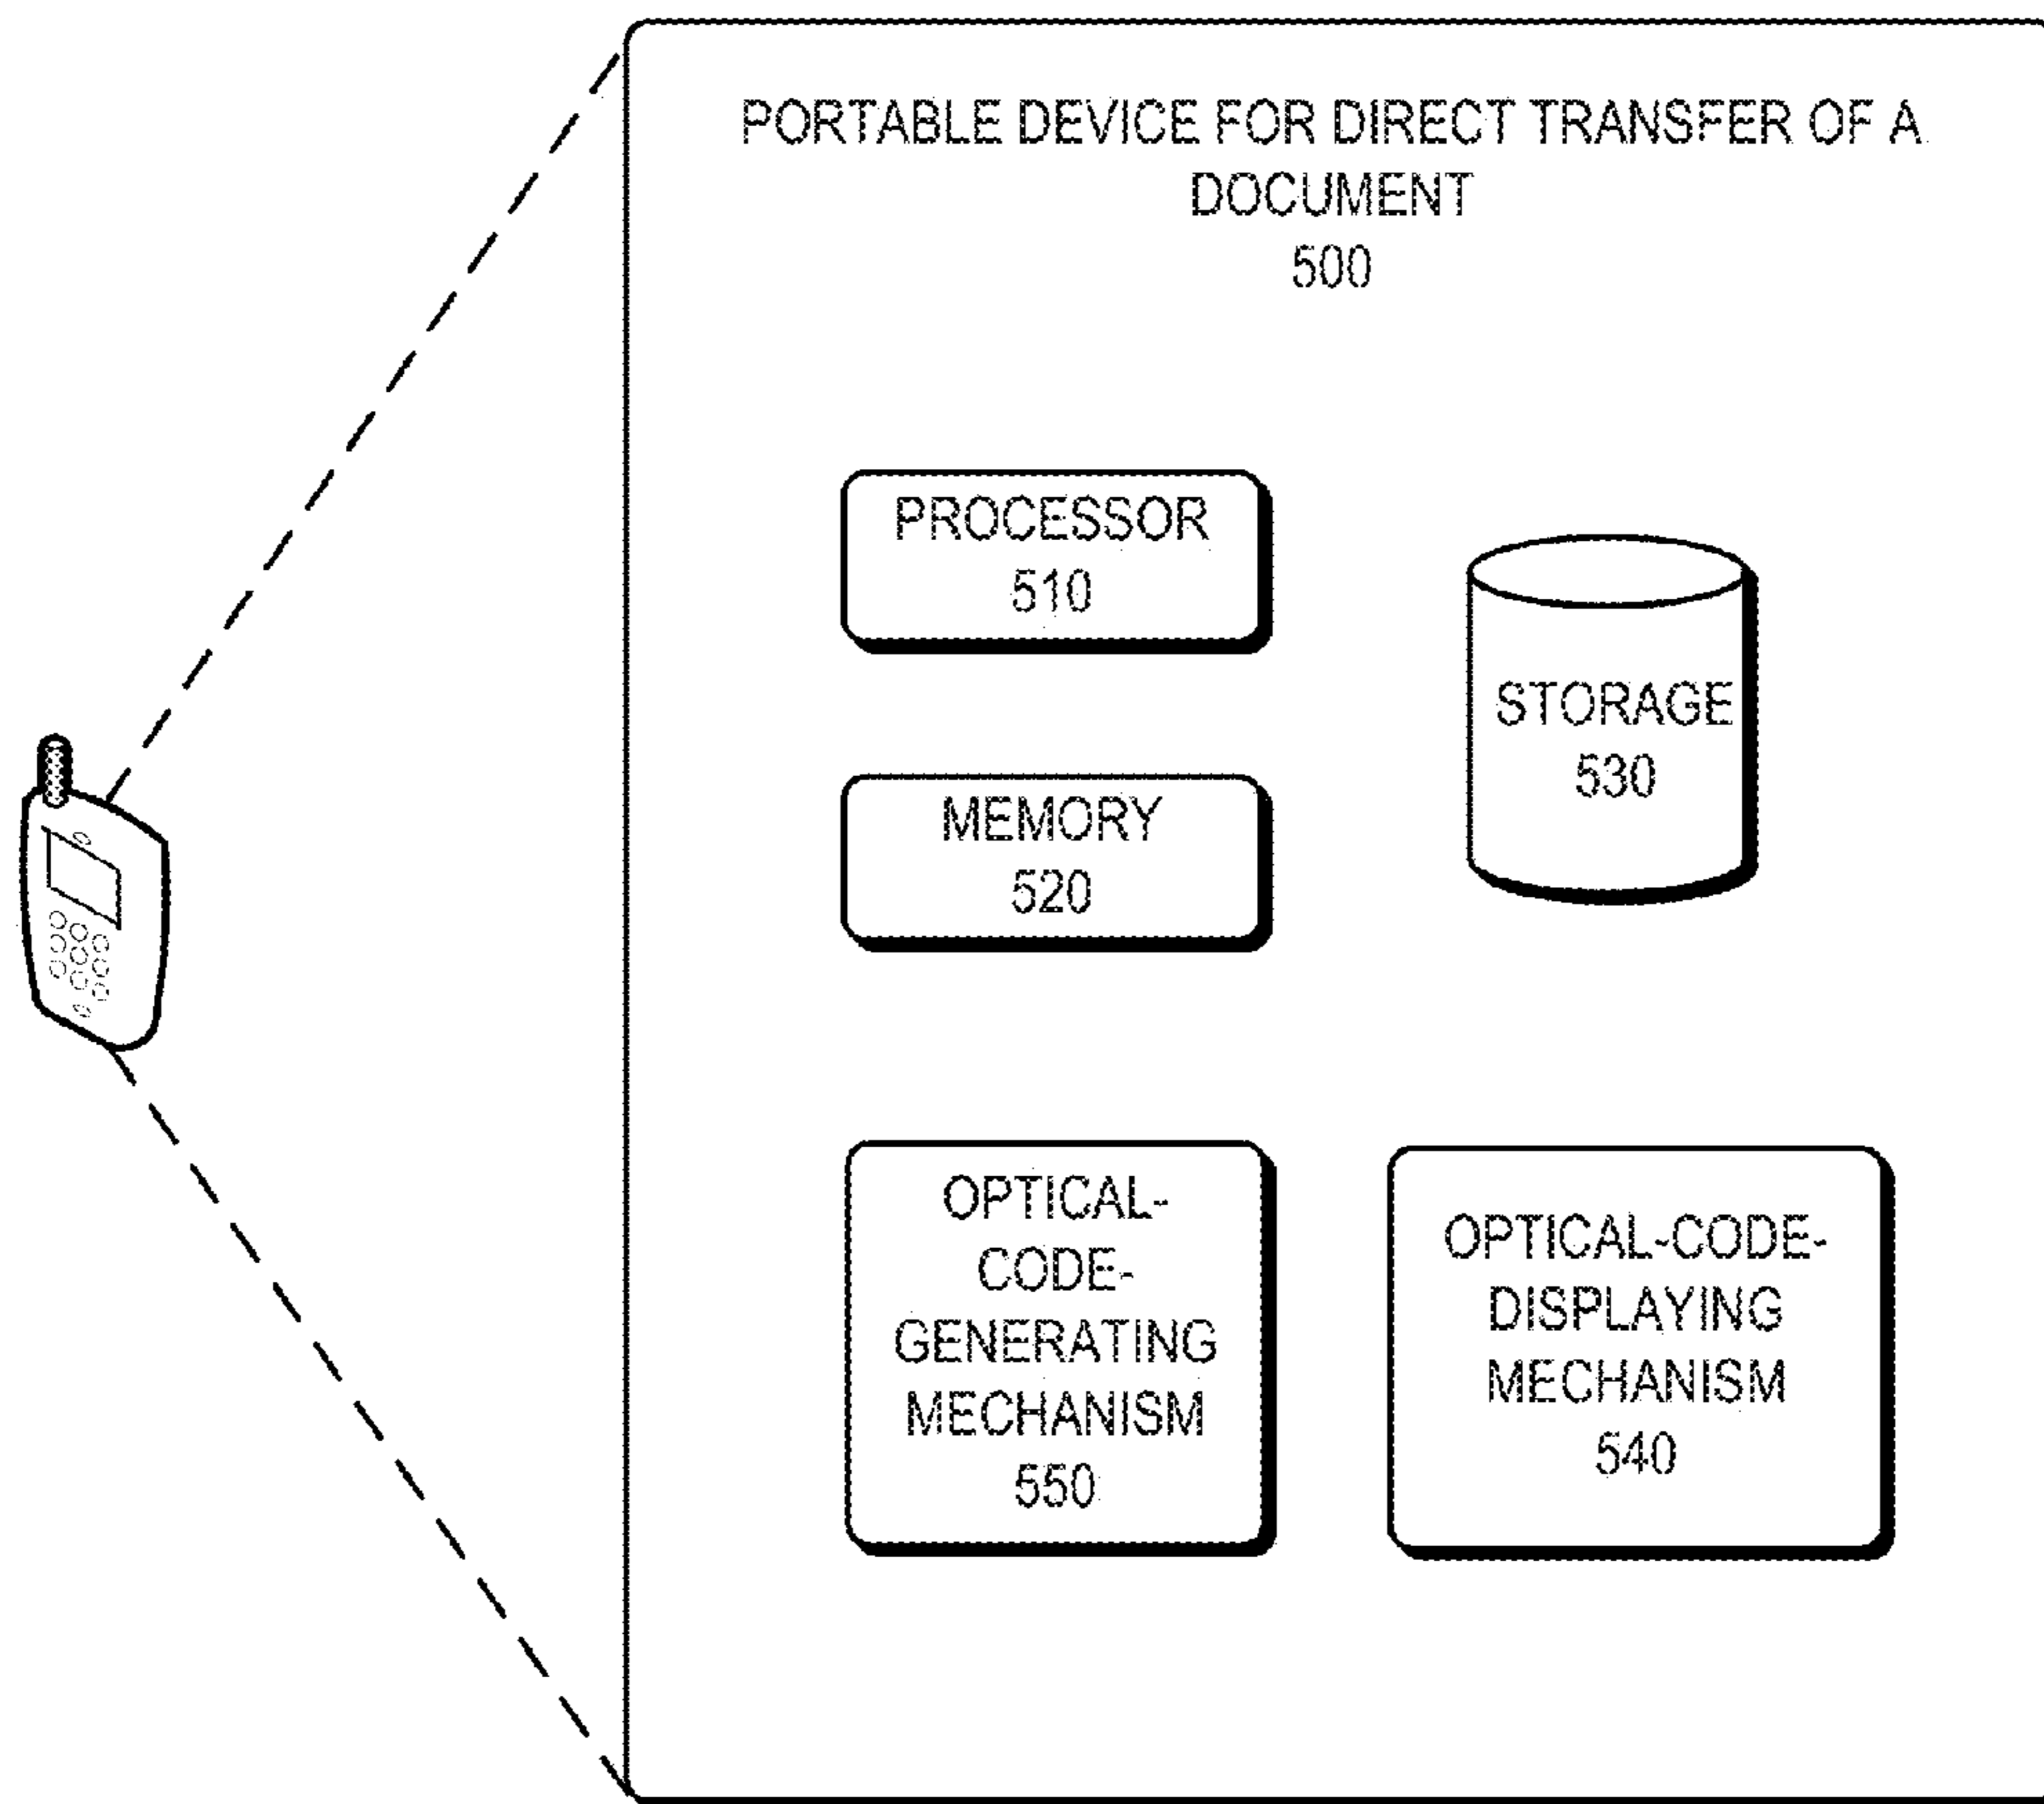 PORTABLE DEVICE FOR DIRECT TRANSFER OF A
DOCUMENT
500
PROCESSOR
510
STORAGE
530
MEMORY
520
OPTICAL-
CODE-
GENERATING
MECHANISM
550
OPTICAL-CODE-
DISPLAYING
MECHANISM
540